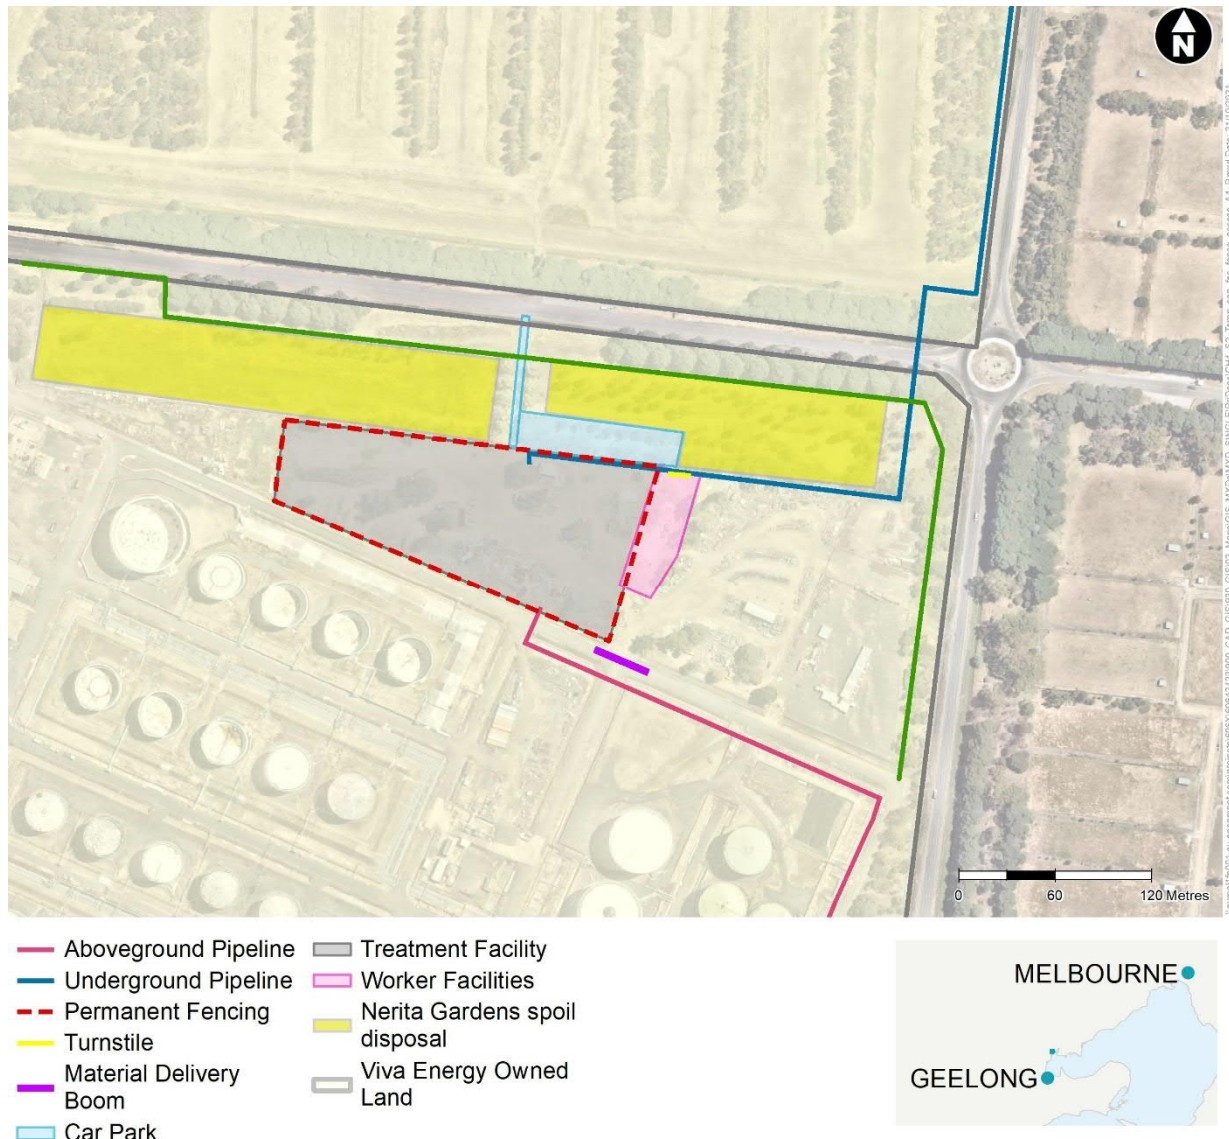 N
0 60 120 Metres
Aboveground Pipeline
Underground Pipeline
Permanent Fencing
Turnstile
Material Delivery
Boom
Car Park
Treatment Facility
Worker Facilities
Nerita Gardens spoil
disposal
Viva Energy Owned
Land
MELBOURNE
GEELONG